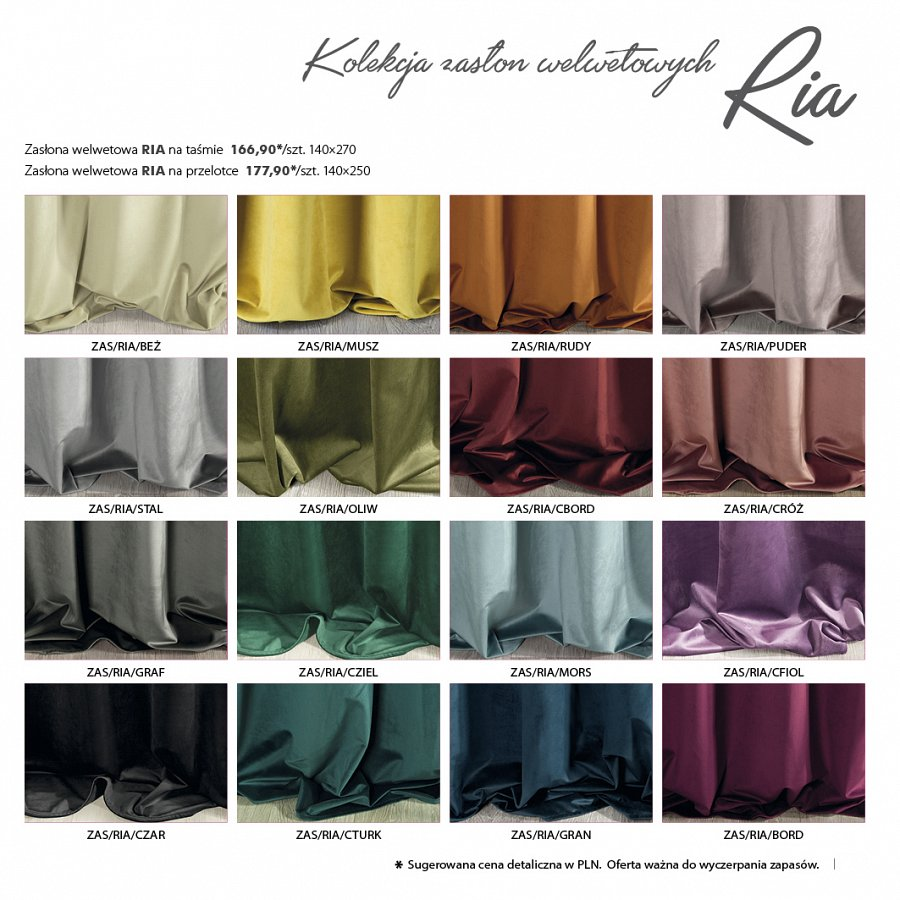 Kolekcja zasłon welwetowych Ria
Zasłona welwetowa RIA na taśmie 166,90*/szt. 140×270
Zasłona welwetowa RIA na przelotce 177,90*/szt. 140×250
ZAS/RIA/BEŻ ZAS/RIA/MUSZ ZAS/RIA/RUDY ZAS/RIA/PUDER
ZAS/RIA/STAL ZAS/RIA/OLIW ZAS/RIA/CBORD ZAS/RIA/CRÓŻ
ZAS/RIA/GRAF ZAS/RIA/CZIEL ZAS/RIA/MORS ZAS/RIA/CFIOL
ZAS/RIA/CZAR ZAS/RIA/CTURK ZAS/RIA/GRAN ZAS/RIA/BORD
* Sugerowana cena detaliczna w PLN. Oferta ważna do wyczerpania zapasów.